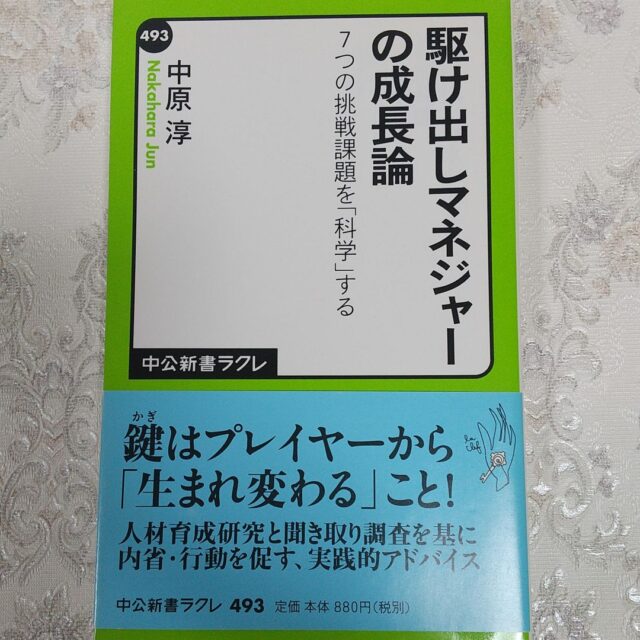 駆け出しマネジャー
の成長論
7つの挑戦課題を「科学」する
493
中原 淳
Nakahara Jun
中公新書ラクレ
かぎ
鍵はプレイヤーから
「生まれ変わる」こと!
la clef
人材育成研究と聞き取り調査を基に
内省・行動を促す、実践的アドバイス
中公新書ラクレ 493 定価 本体 880円(税別)